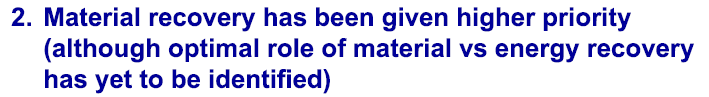 2. Material recovery has been given higher priority
(although optimal role of material vs energy recovery
has yet to be identified)